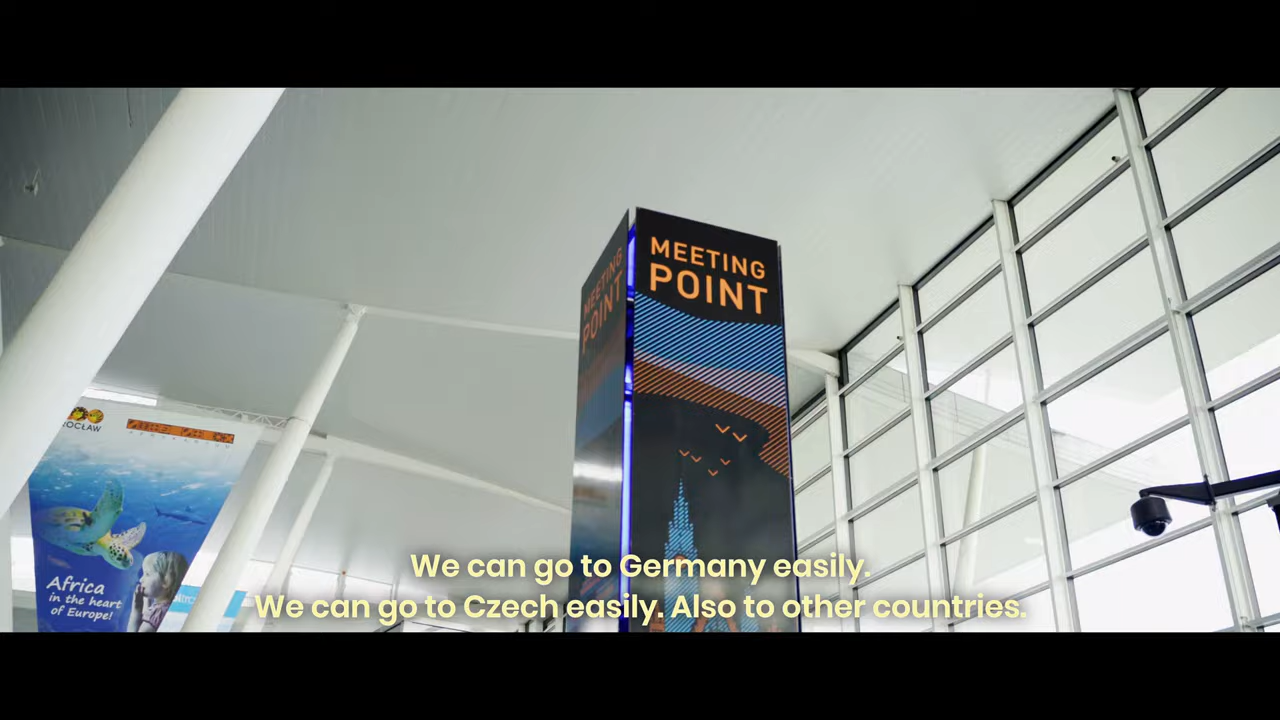 MEETING
POINT
MEETING
POINT
Africa
in the heart
of Europe!
We can go to Germany easily.
We can go to Czech easily. Also to other countries.